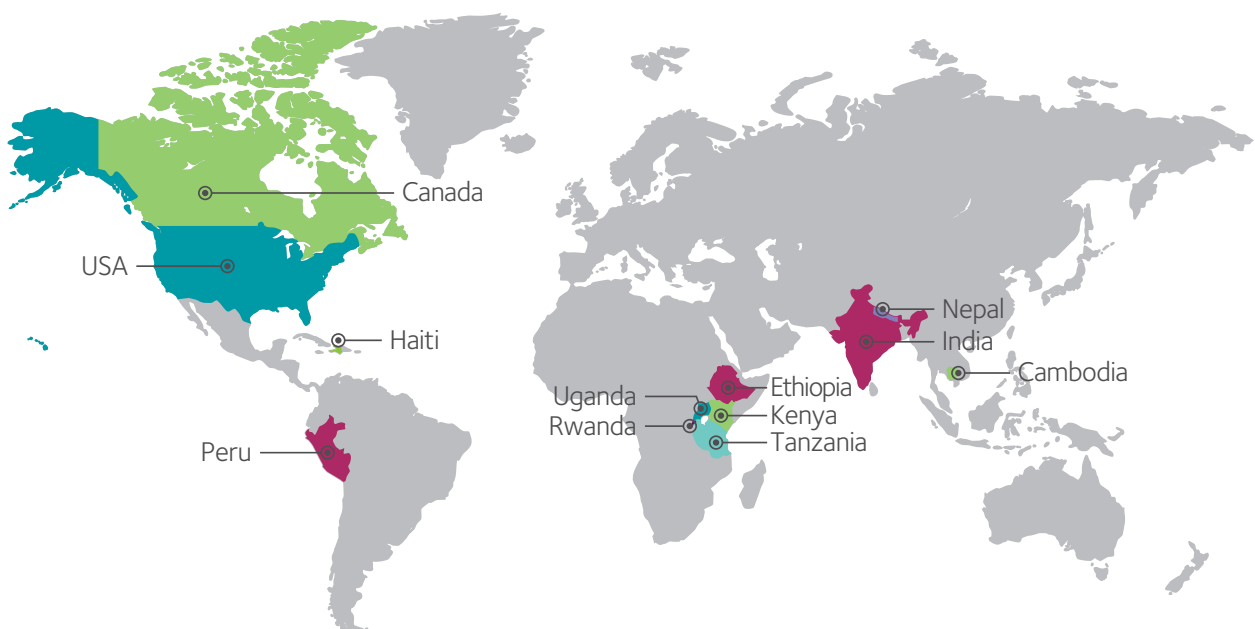 Canada
USA
Haiti
Peru
Nepal
India
Cambodia
Ethiopia
Uganda
Kenya
Rwanda
Tanzania